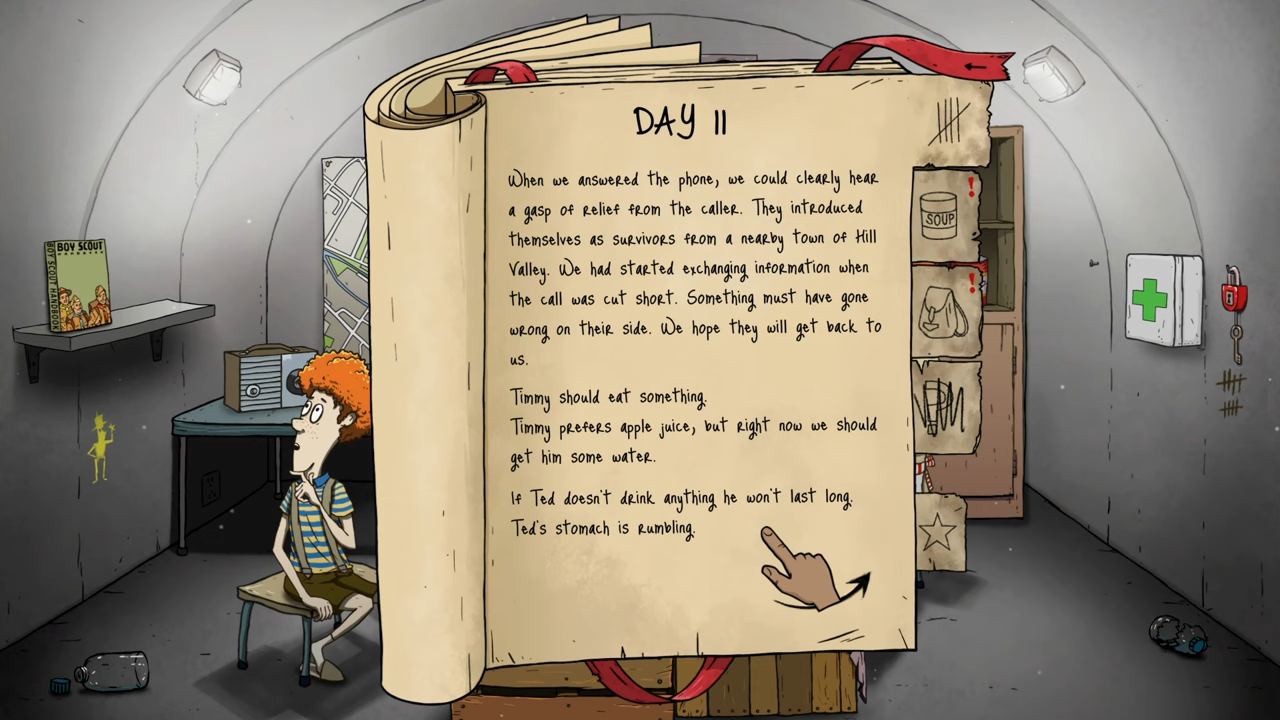 DAY 11
When we answered the phone, we could clearly hear
a gasp of relief from the caller. They introduced
themselves as survivors from a nearby town of Hill
Valley. We had started exchanging information when
the call was cut short. Something must have gone
wrong on their side. We hope they will get back to
us.
Timmy should eat something.
Timmy prefers apple juice, but right now we should
get him some water.
If Ted doesn't drink anything he won't last long.
Ted's stomach is rumbling.
SOUP
BOY SCOUT
BOY SCOUT HANDBOOK